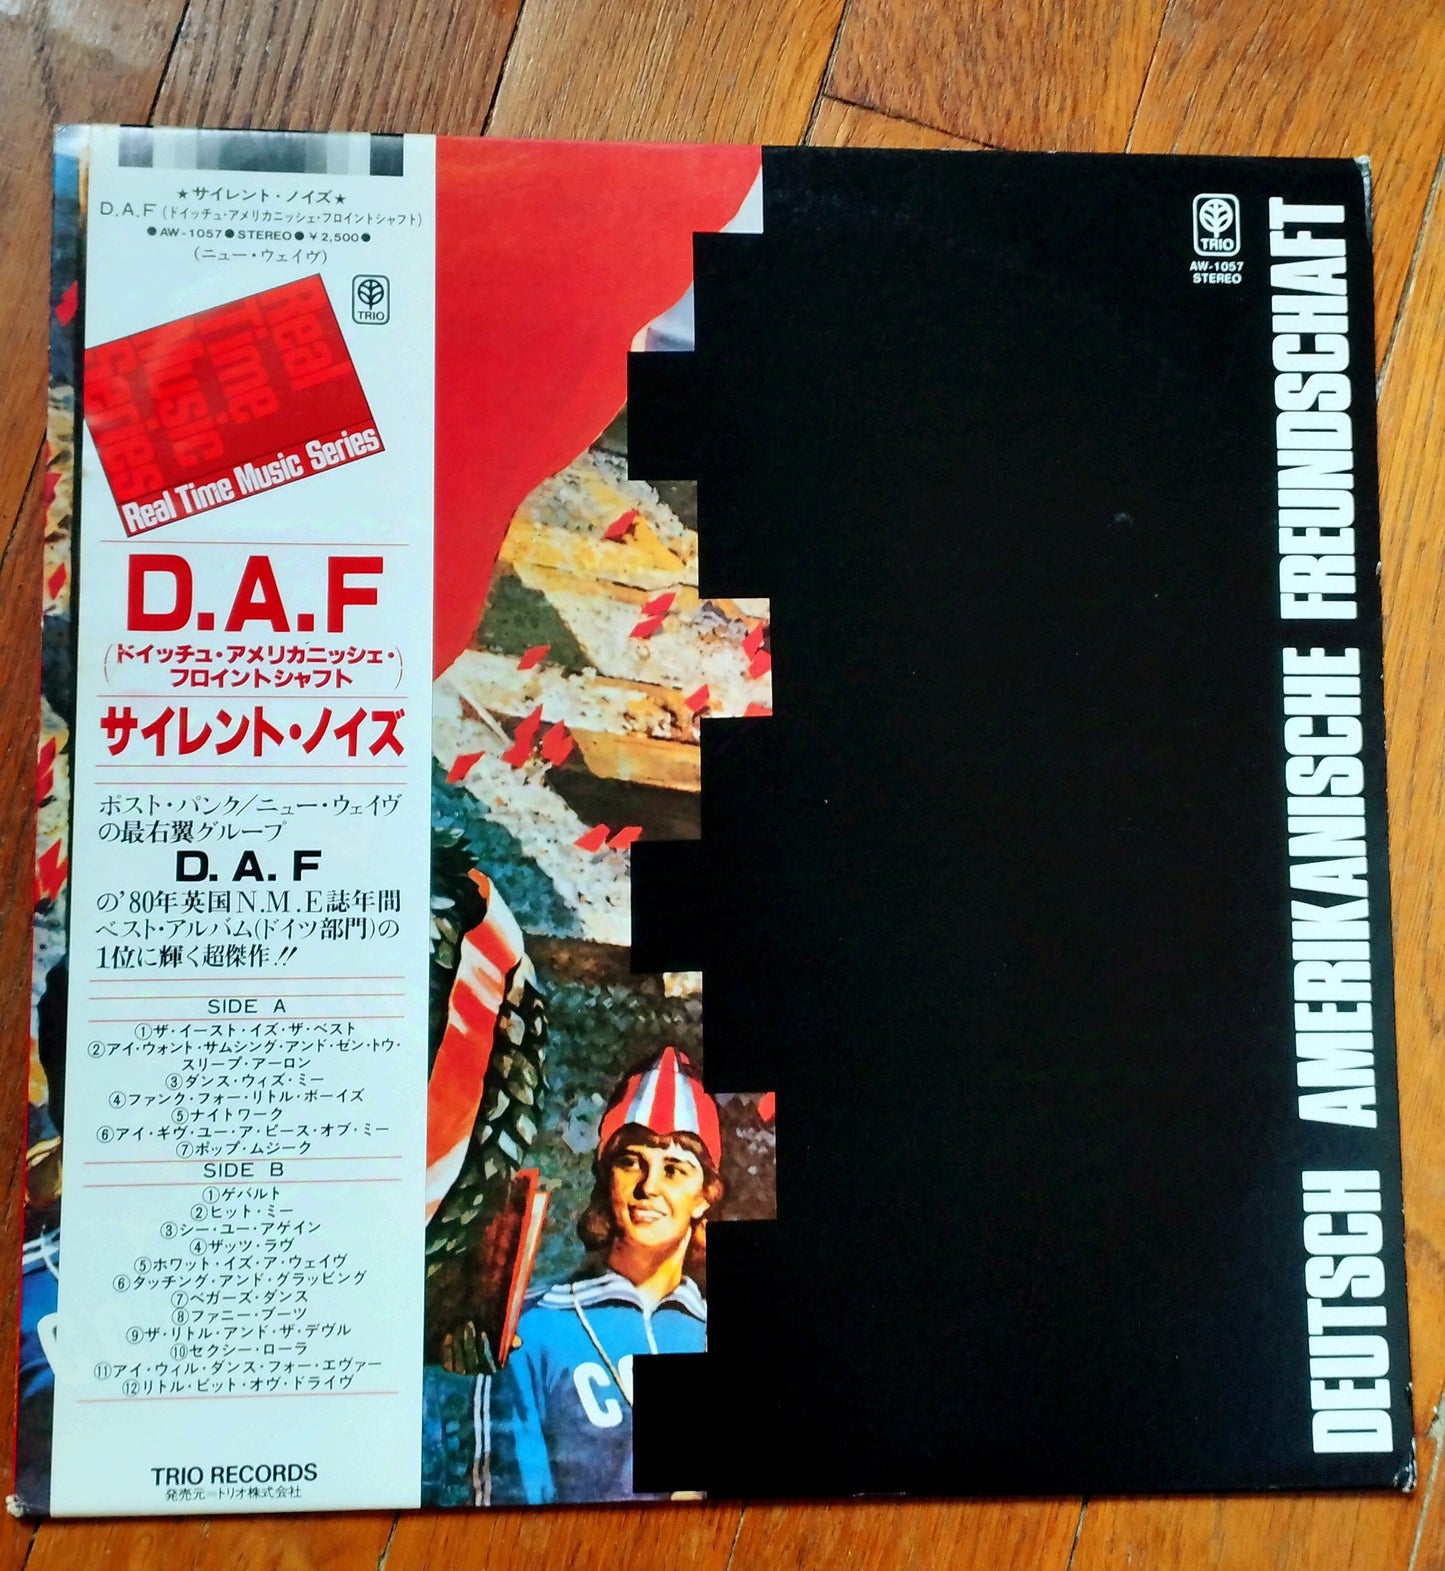 ★サイレント・ノイズ★
D.A.F (ドイッチュ・アメリカニッシェ・フロイントシャフト)
●AW-1057●STEREO●¥2,500●
(ニュー・ウェイヴ)
TRIO
Real
Time
Music
Series
Real Time Music Series
D.A.F
(ドイッチュ・アメリカニッシェ・
フロイントシャフト)
サイレント・ノイズ
ポスト・パンク/ニュー・ウェイヴ
の最右翼グループ
D. A. F
の'80年英国N.M.E誌年間
ベスト・アルバム(ドイツ部門)の
1位に輝く超傑作!!
SIDE A
①ザ・イースト・イズ・ザ・ベスト
②アイ・ウォント・サムシング・アンド・ゼン・トウ・
スリープ・アーロン
③ダンス・ウィズ・ミー
④ファンク・フォー・リトル・ボーイズ
⑤ナイトワーク
⑥アイ・ギヴ・ユー・ア・ピース・オブ・ミー
⑦ポップ・ムジーク
SIDE B
①ゲバルト
②ヒット・ミー
③シー・ユー・アゲイン
④ザッツ・ラヴ
⑤ホワット・イズ・ア・ウェイヴ
⑥タッチング・アンド・グラッピング
⑦ベガーズ・ダンス
⑧ファニー・ブーツ
⑨ザ・リトル・アンド・ザ・デヴル
⑩セクシー・ローラ
⑪アイ・ウィル・ダンス・フォー・エヴァー
⑫リトル・ビット・オヴ・ドライヴ
TRIO RECORDS
発売元=トリオ株式会社
TRIO
AW-1057
STEREO
DEUTSCH AMERIKANISCHE FREUNDSCHAFT